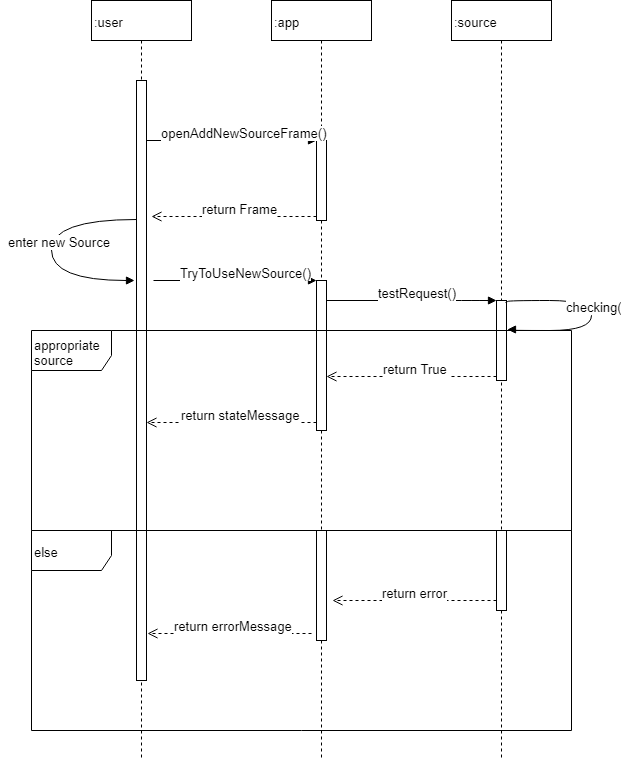 :user
:app
:source
openAddNewSourceFrame()
return Frame
enter new Source
TryToUseNewSource()
testRequest()
checking(
appropriate
source
return True
return stateMessage
else
return error
return errorMessage